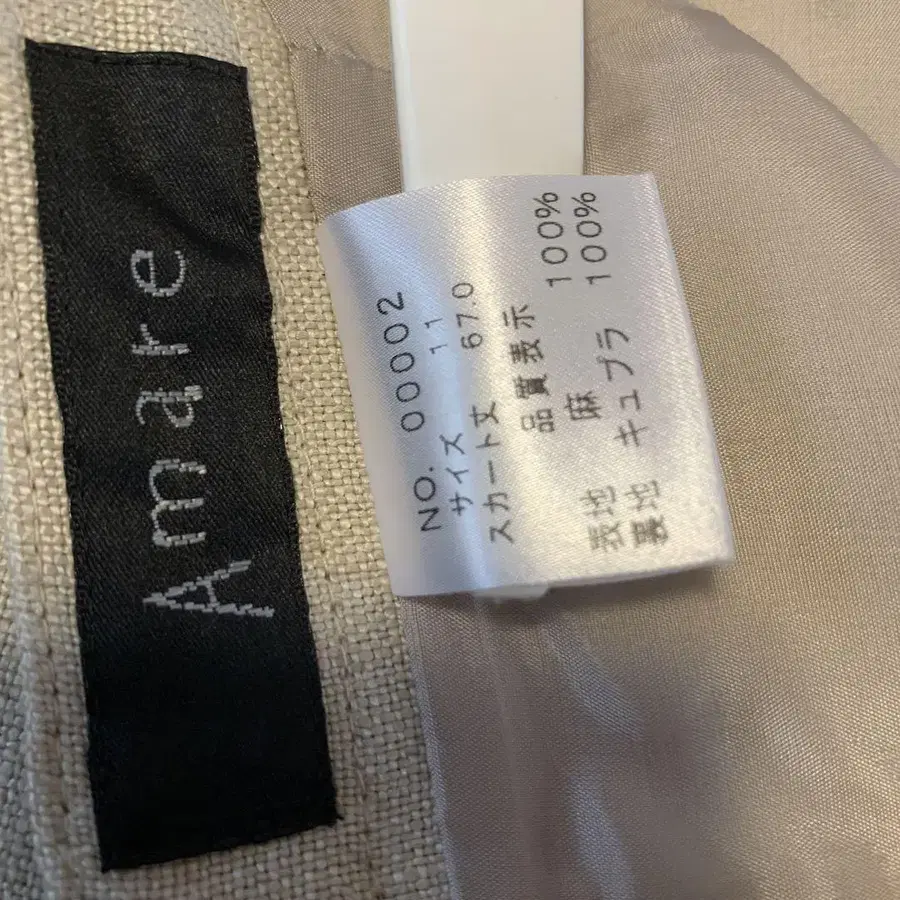 Amare
NO. 00002
サイズ 11
スカート丈 67.0
品質表示
表地 麻 100%
裏地 キュプラ 100%